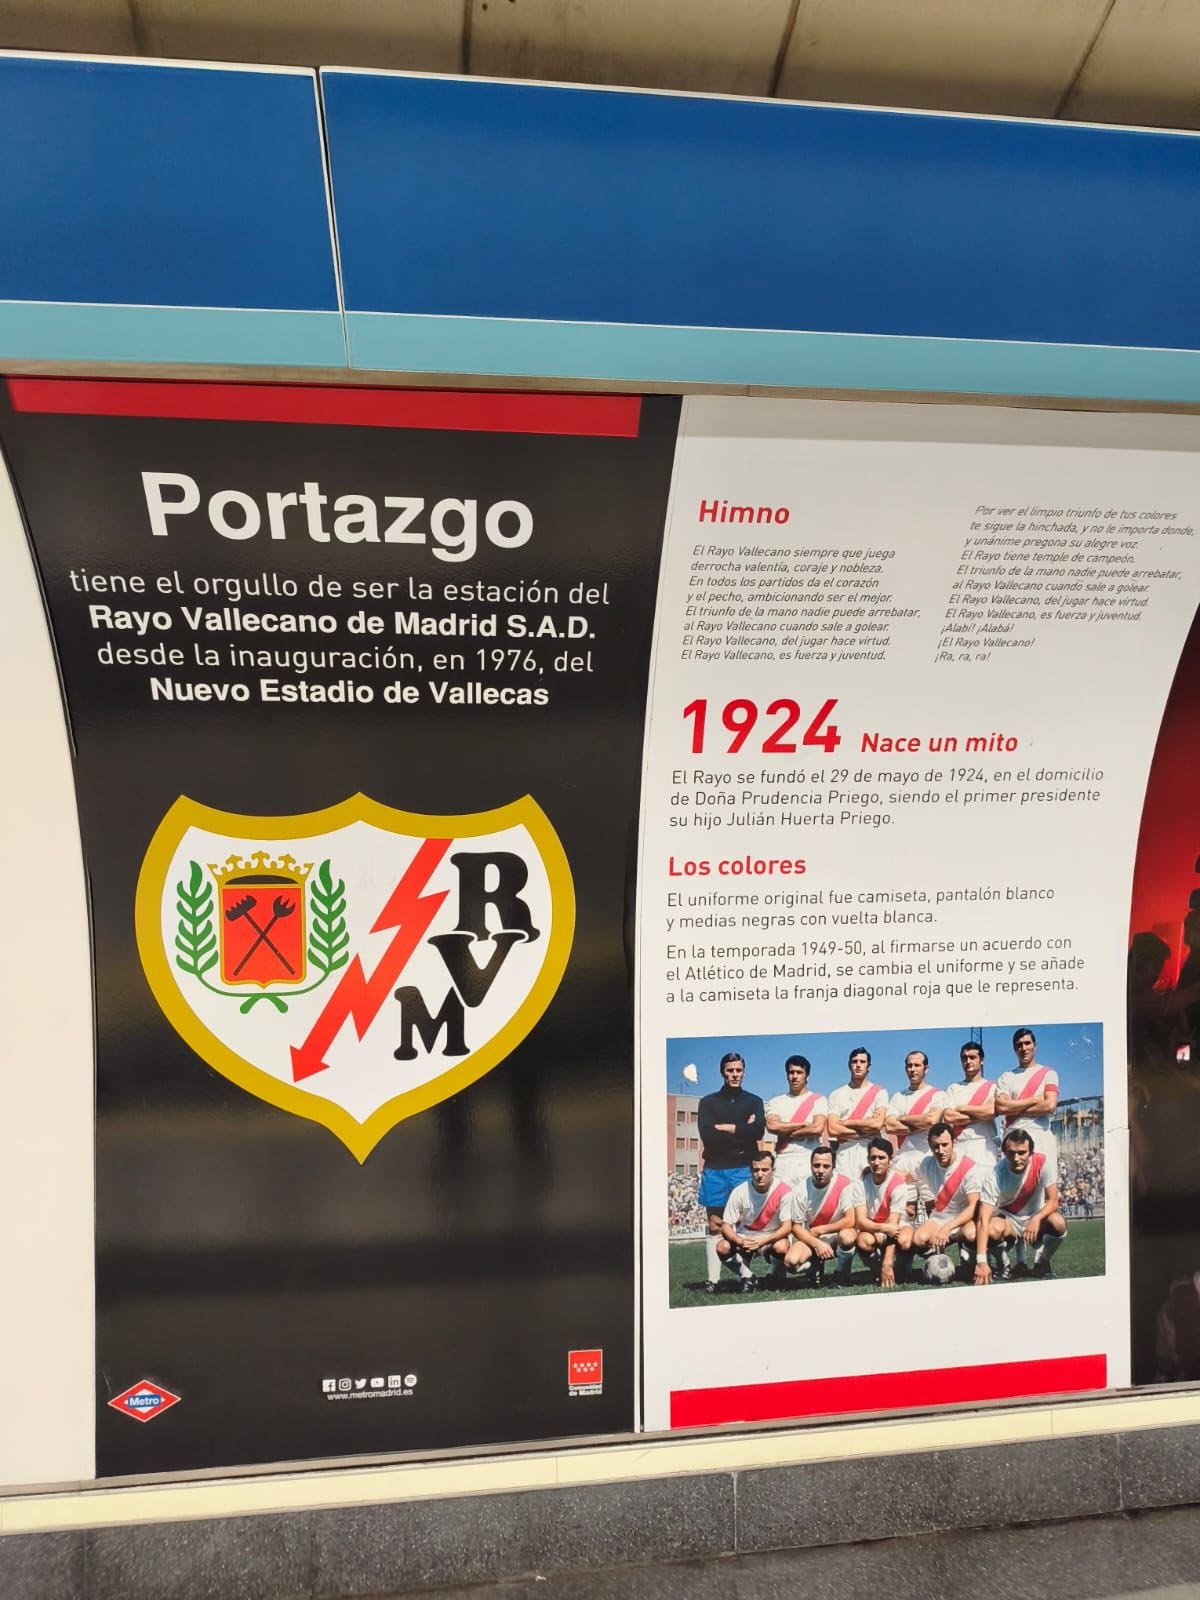 Portazgo
tiene el orgullo de ser la estación del
Rayo Vallecano de Madrid S.A.D.
desde la inauguración, en 1976, del
Nuevo Estadio de Vallecas
R
V
M
Metro
www.metromadrid.es
Comunidad
de Madrid
Himno
El Rayo Vallecano siempre que juega
derrocha valentía, coraje y nobleza.
En todos los partidos da el corazón
y el pecho, ambicionando ser el mejor.
El triunfo de la mano nadie puede arrebatar,
al Rayo Vallecano cuando sale a golear.
El Rayo Vallecano, del jugar hace virtud.
El Rayo Vallecano, es fuerza y juventud.
Por ver el limpio triunfo de tus colores
te sigue la hinchada, y no le importa donde,
y unánime pregona su alegre voz.
El Rayo tiene temple de campeón.
El triunfo de la mano nadie puede arrebatar,
al Rayo Vallecano cuando sale a golear.
El Rayo Vallecano, del jugar hace virtud.
El Rayo Vallecano, es fuerza y juventud.
¡Alabí! ¡Alabá!
¡El Rayo Vallecano!
¡Ra, ra, ra!
1924 Nace un mito
El Rayo se fundó el 29 de mayo de 1924, en el domicilio
de Doña Prudencia Priego, siendo el primer presidente
su hijo Julián Huerta Priego.
Los colores
El uniforme original fue camiseta, pantalón blanco
y medias negras con vuelta blanca.
En la temporada 1949-50, al firmarse un acuerdo con
el Atlético de Madrid, se cambia el uniforme y se añade
a la camiseta la franja diagonal roja que le representa.